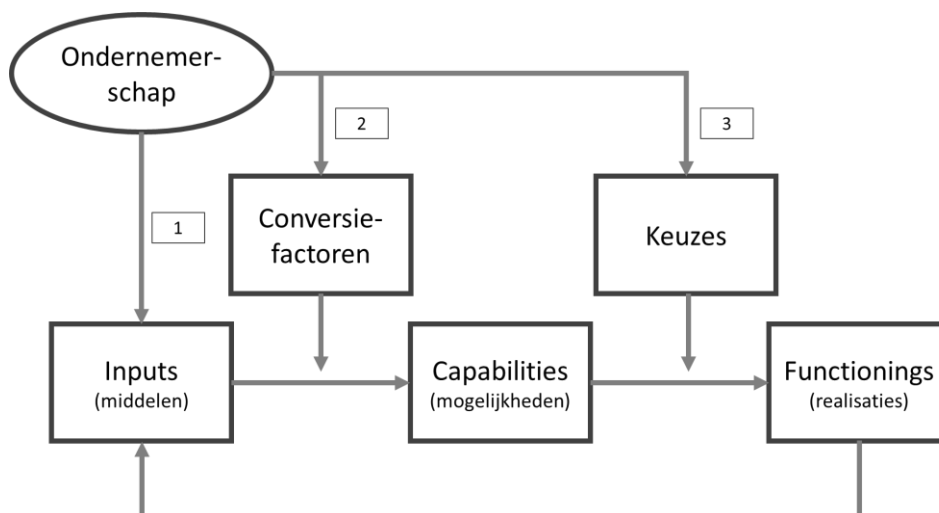 Ondernemer-
schap
2
3
Conversie-
factoren
Keuzes
1
Inputs
(middelen)
Capabilities
(mogelijkheden)
Functionings
(realisaties)